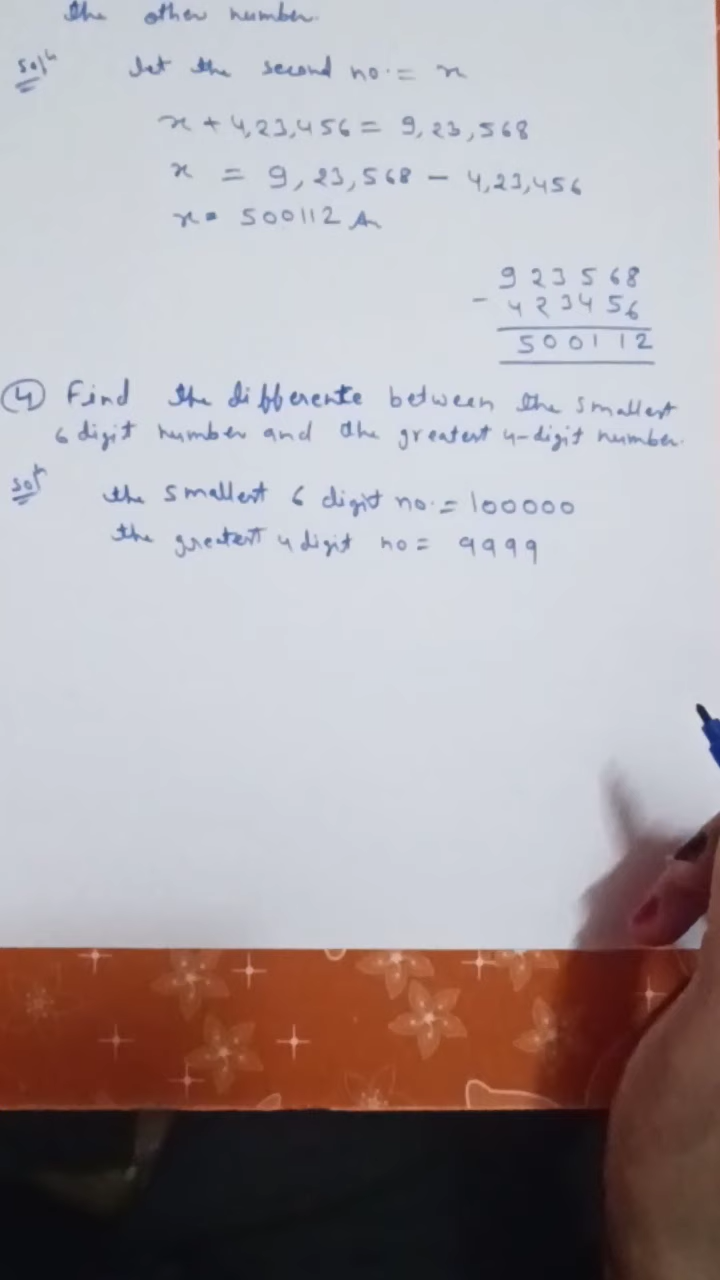 the other number.
Solⁿ let the second no. = x
x + 4,23,456 = 9,23,568
x = 9,23,568 - 4,23,456
x = 500112 A
923568
- 423456
500112
④ Find the differente between the smallest
6 digit number and the greatest 4-digit number.
Solⁿ the smallest 6 digit no. = 100000
the greatest 4 digit no = 9999